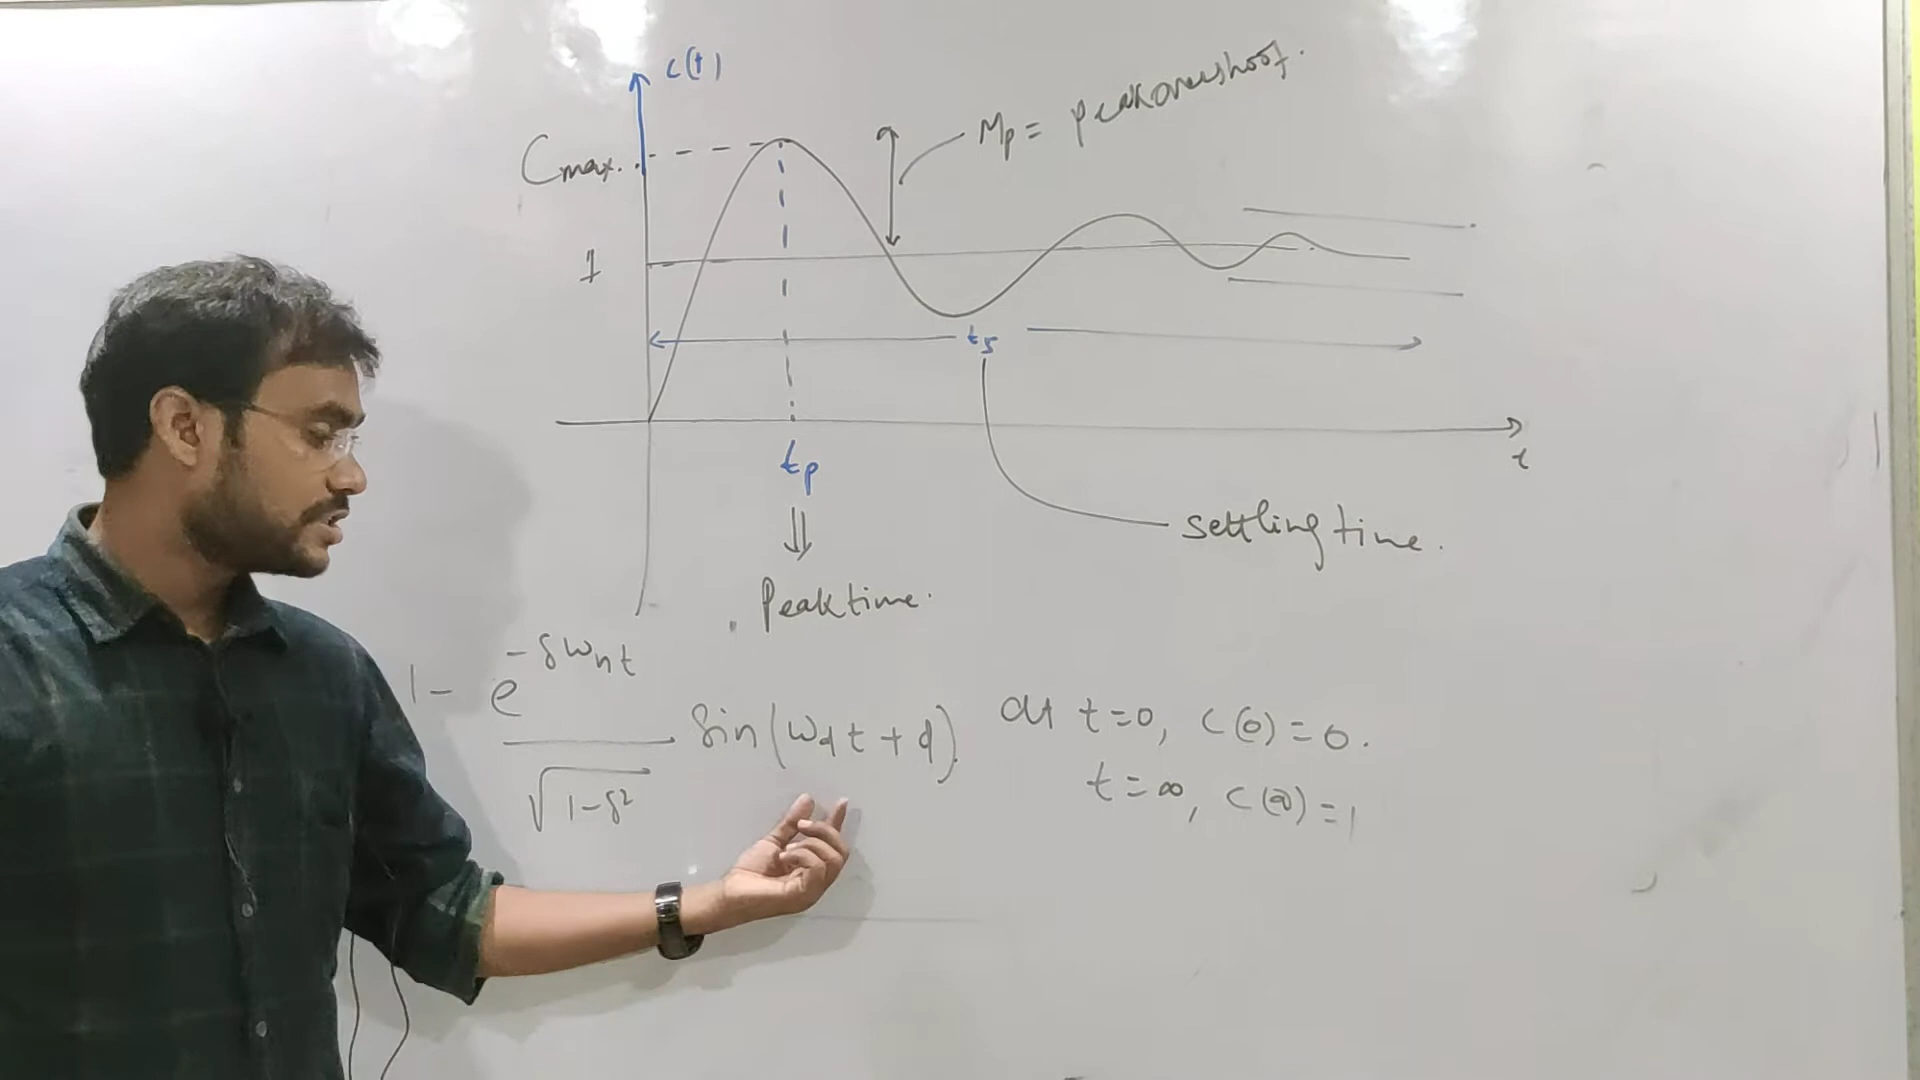 c(t)
Mp = peak overshoot.
Cmax.
1
ts
t
tp
settling time.
Peak time.
1 - e^{-δωnt} / √(1-δ²) sin(ωdt + φ).
at t=0, c(0) = 0.
t=∞, c(∞) = 1